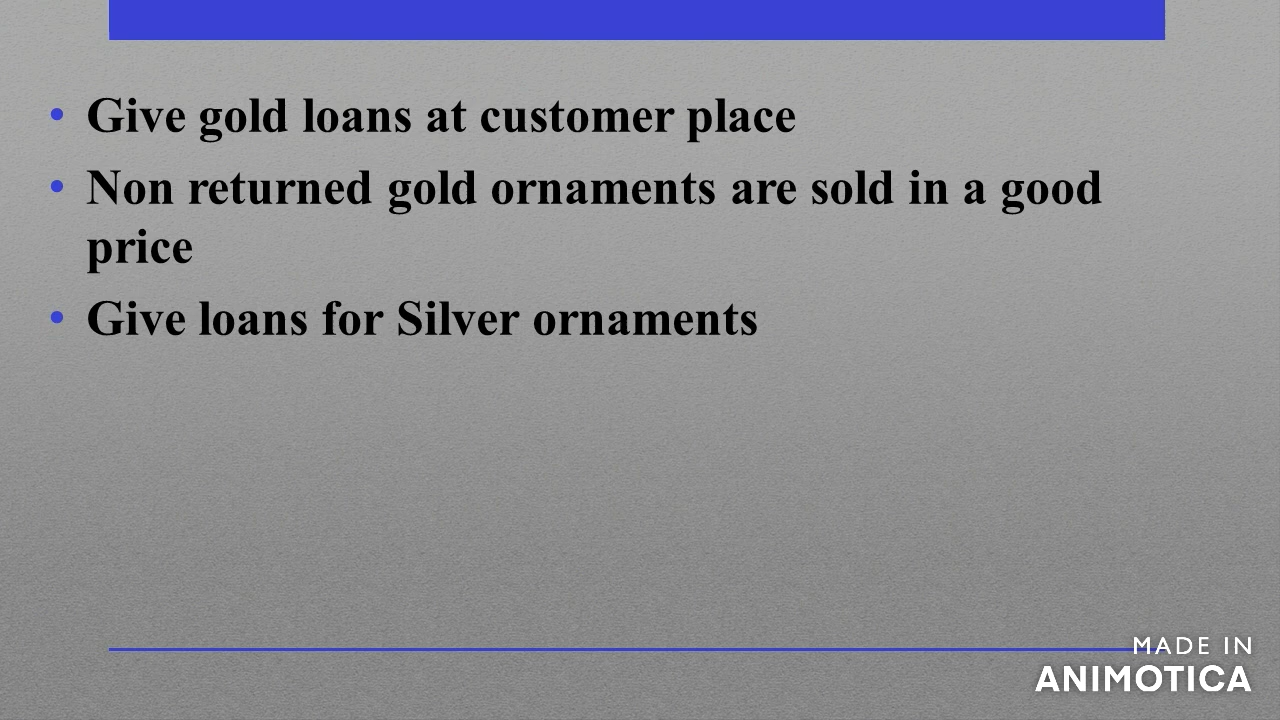 • Give gold loans at customer place
• Non returned gold ornaments are sold in a good
price
• Give loans for Silver ornaments
MADE IN
ANIMOTICA